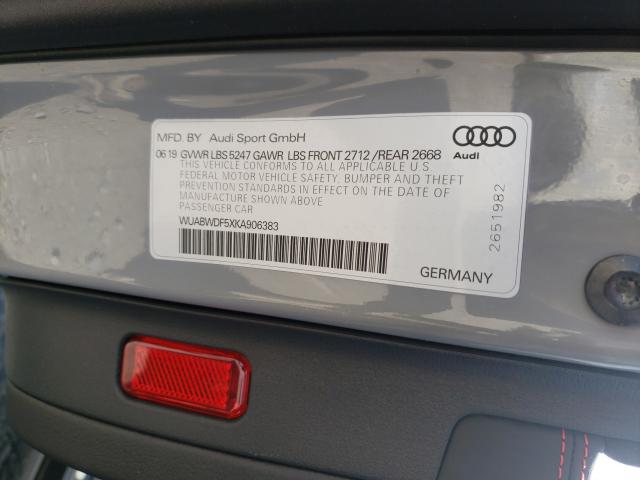 MFD. BY Audi Sport GmbH
06 19 GVWR LBS 5247 GAWR LBS FRONT 2712 /REAR 2668
THIS VEHICLE CONFORMS TO ALL APPLICABLE U S
FEDERAL MOTOR VEHICLE SAFETY, BUMPER AND THEFT
PREVENTION STANDARDS IN EFFECT ON THE DATE OF
MANUFACTURE SHOWN ABOVE
PASSENGER CAR
WUABWDF5XKA906383
Audi
2651982
GERMANY